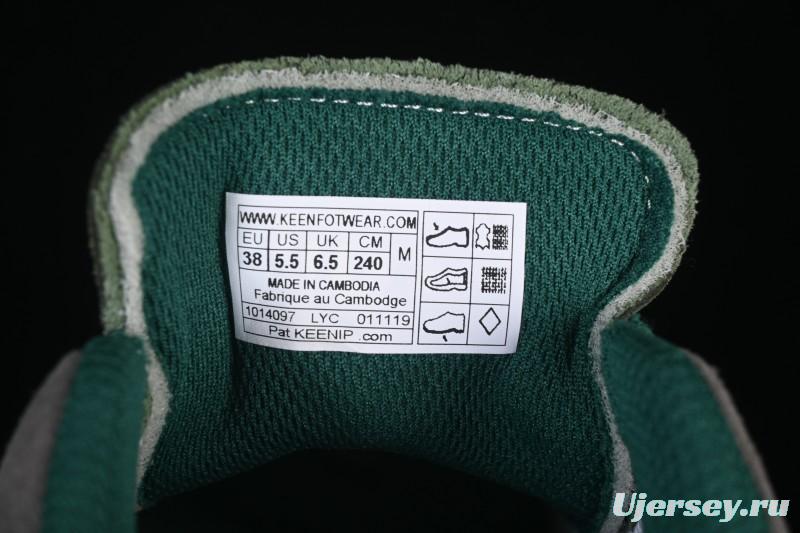 WWW.KEENFOTWEAR.COM
EU US UK CM M
38 5.5 6.5 240
MADE IN CAMBODIA
Fabrique au Cambodge
1014097 LYC 011119
Pat KEENIP .com
Ujersey.ru